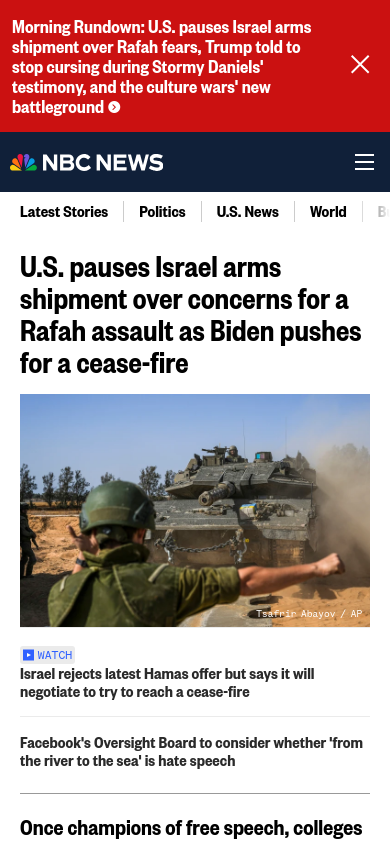 Morning Rundown: U.S. pauses Israel arms
shipment over Rafah fears, Trump told to
stop cursing during Stormy Daniels'
testimony, and the culture wars' new
battleground
NBC NEWS
Latest Stories Politics U.S. News World
U.S. pauses Israel arms
shipment over concerns for a
Rafah assault as Biden pushes
for a cease-fire
Tsafrir Abayov / AP
WATCH
Israel rejects latest Hamas offer but says it will
negotiate to try to reach a cease-fire
Facebook's Oversight Board to consider whether 'from
the river to the sea' is hate speech
Once champions of free speech, colleges